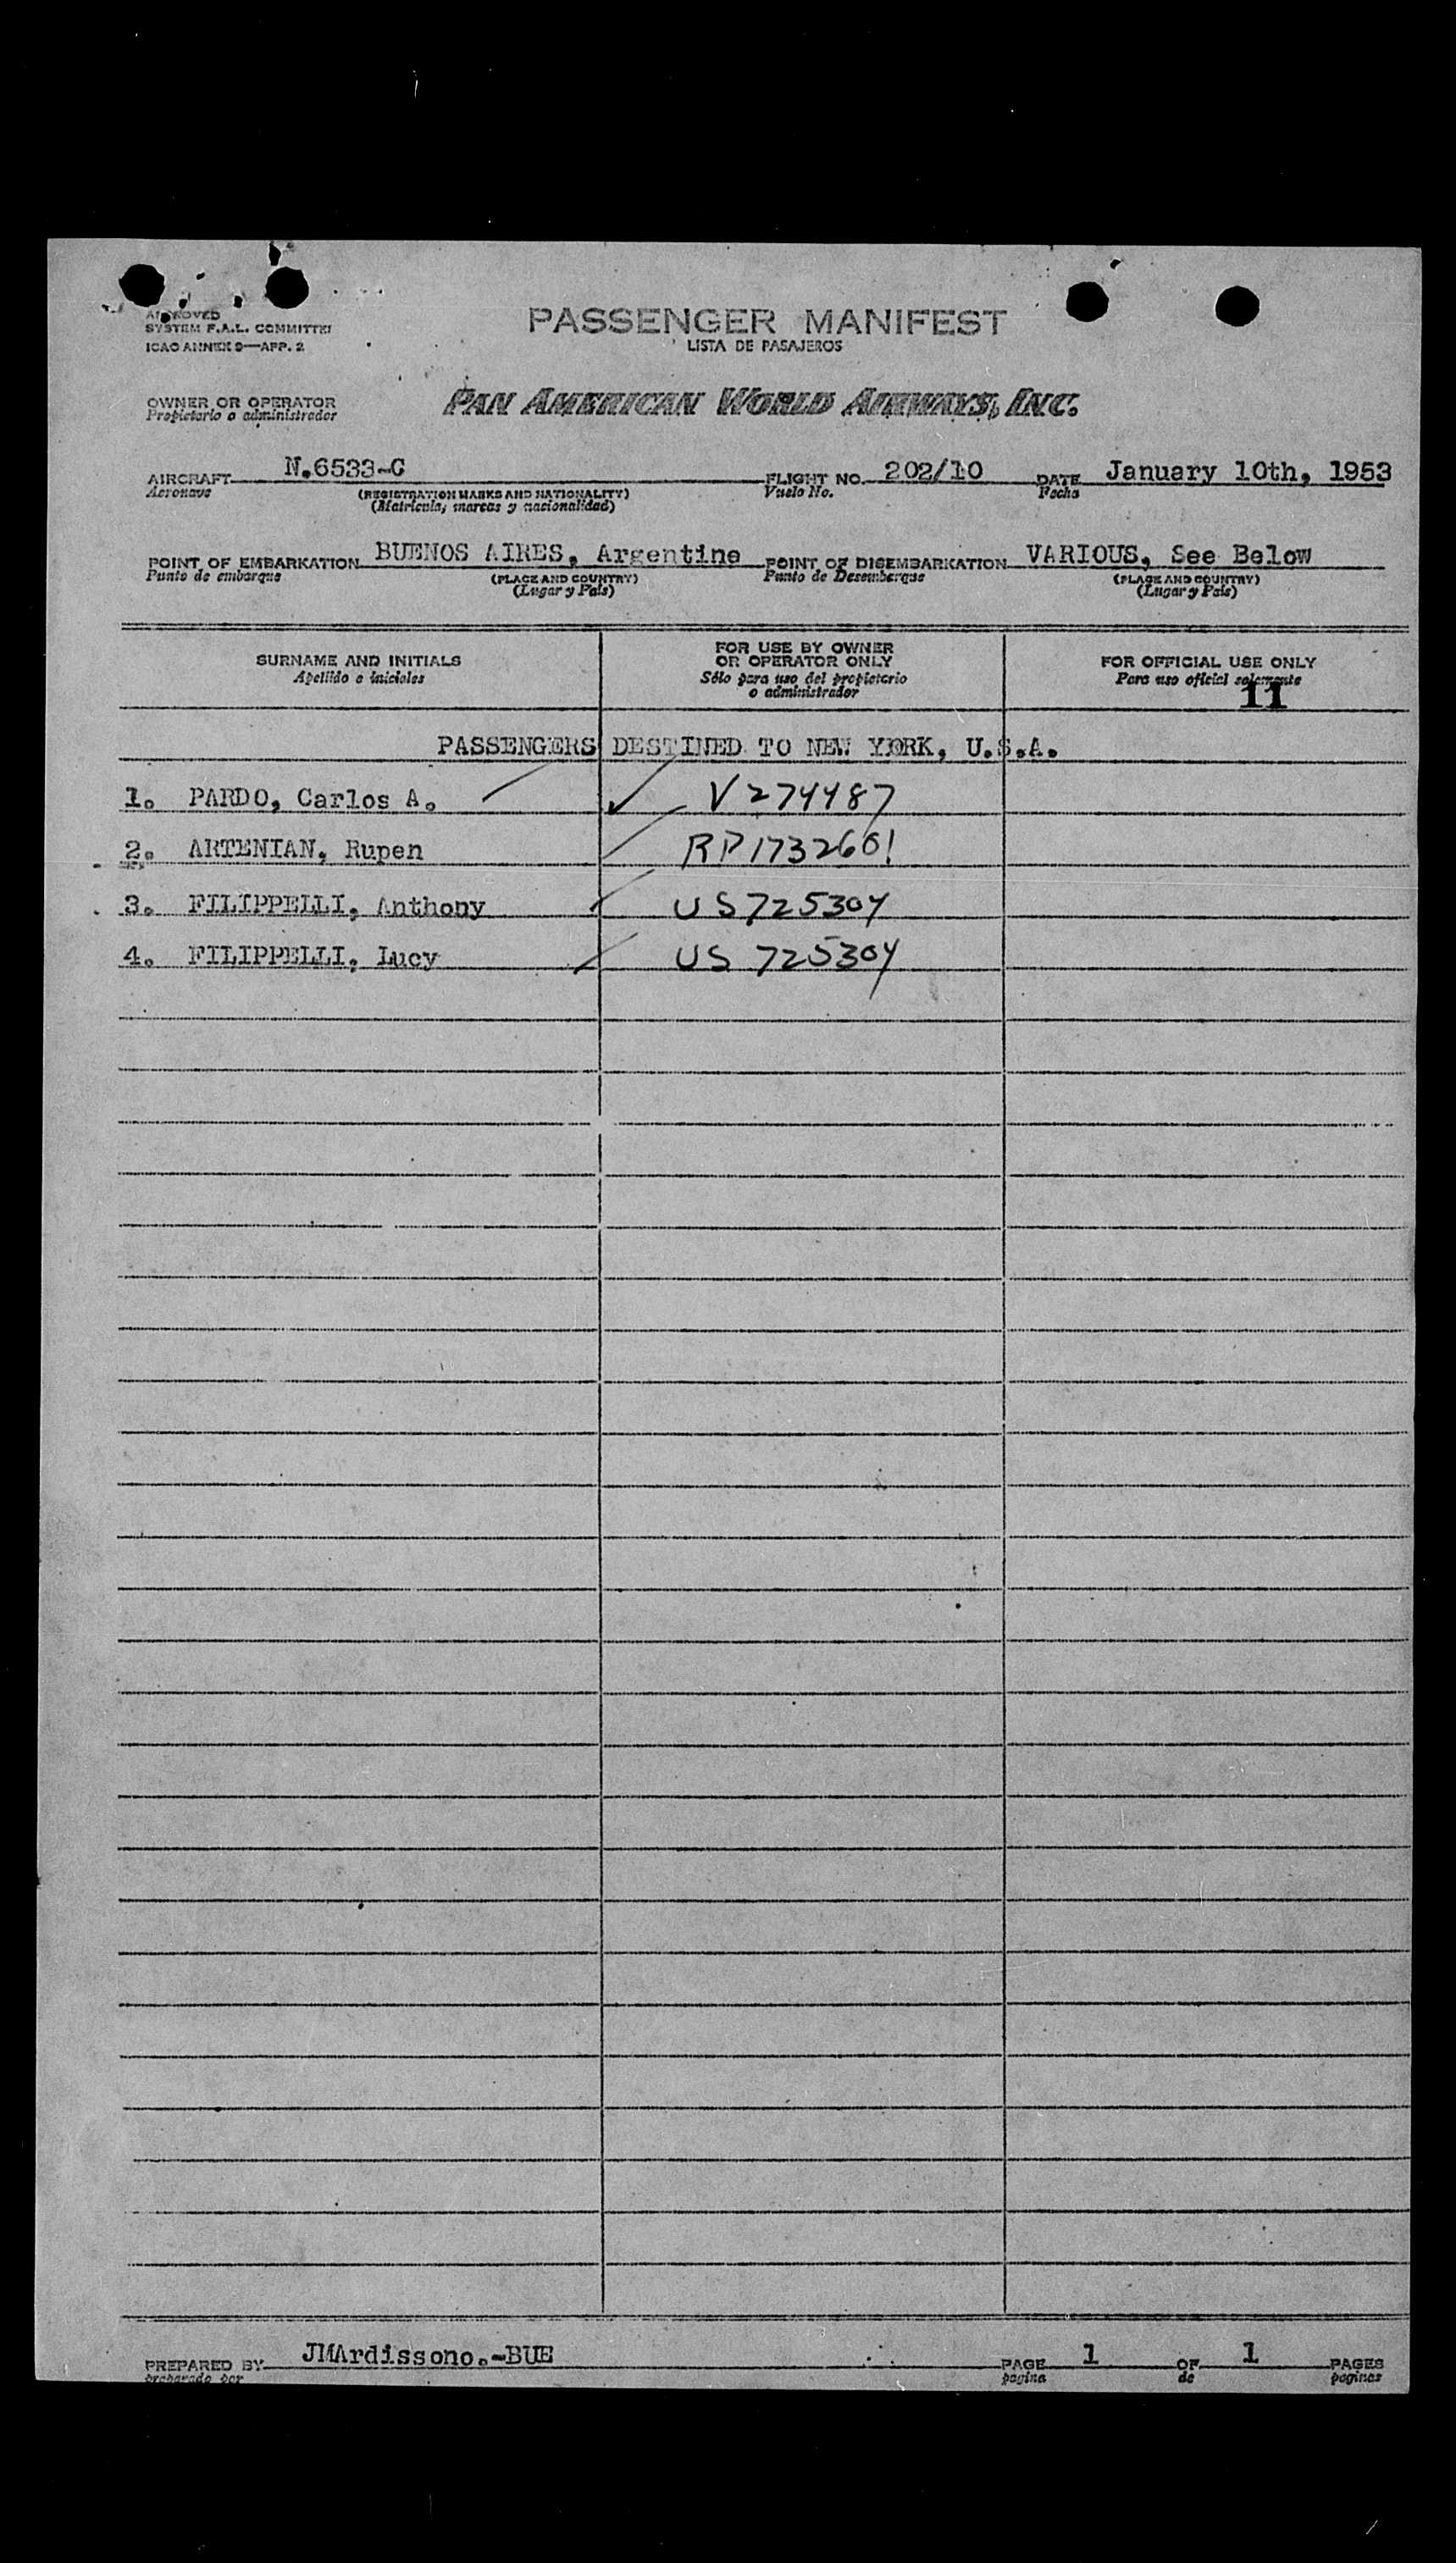 APPROVED
SYSTEM F.A.L. COMMITTEE
ICAO ANNEX 9—APP. 2
PASSENGER MANIFEST
LISTA DE PASAJEROS
OWNER OR OPERATOR
Propietario o administrador
PAN AMERICAN WORLD AIRWAYS, INC.
AIRCRAFT N.6533-C FLIGHT NO. 202/10 DATE January 10th, 1953
Aeronave (REGISTRATION MARKS AND NATIONALITY) Vuelo No. Fecha
(Matricula, marcas y nacionalidad)
POINT OF EMBARKATION BUENOS AIRES, Argentina POINT OF DISEMBARKATION VARIOUS, See Below
Punto de embarque (PLACE AND COUNTRY) Punto de Desembarque (PLACE AND COUNTRY)
(Lugar y País) (Lugar y País)
SURNAME AND INITIALS
Apellido e iniciales
FOR USE BY OWNER
OR OPERATOR ONLY
Sólo para uso del propietario
o administrador
FOR OFFICIAL USE ONLY
Para uso oficial solamente
11
PASSENGERS DESTINED TO NEW YORK, U.S.A.
1. PARDO, Carlos A. V274487
2. ARTENIAN, Rupen RP1732601
3. FILIPPELLI, Anthony US725304
4. FILIPPELLI, Lucy US 725304
PREPARED BY JMArdissono.-BUE PAGE 1 OF 1 PAGES
preparado por pagina de paginas